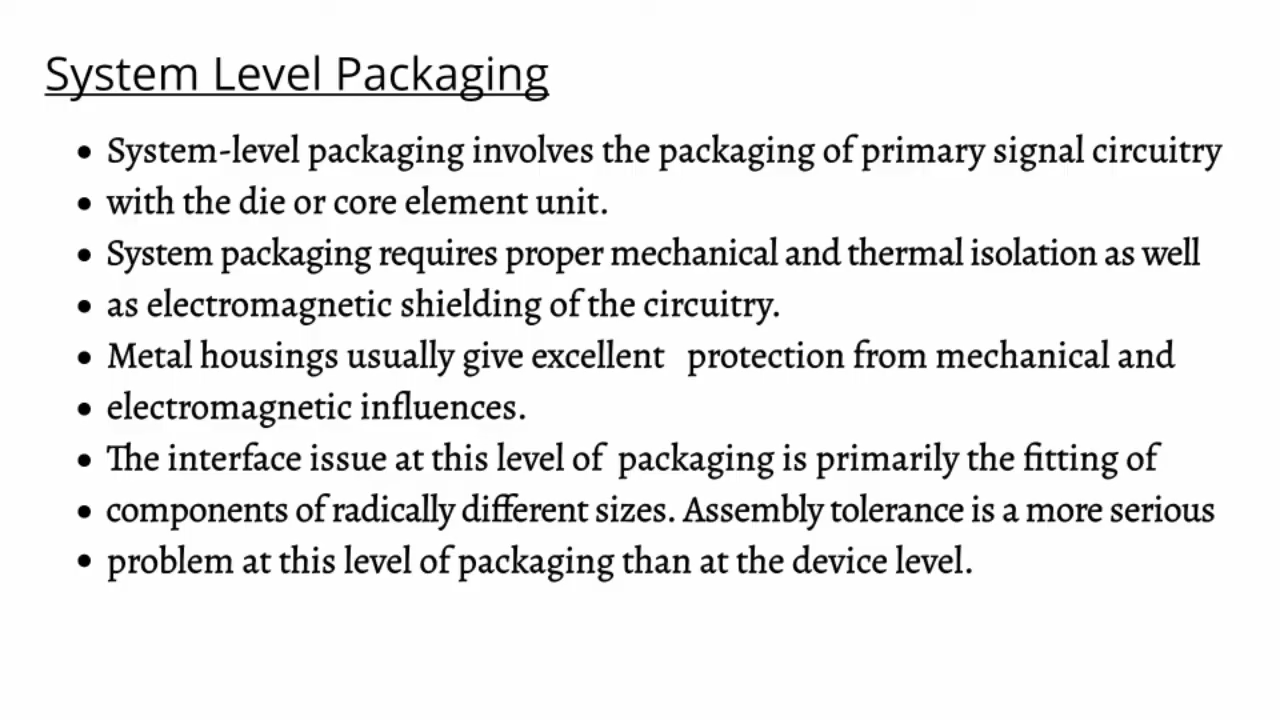 System Level Packaging
• System-level packaging involves the packaging of primary signal circuitry
• with the die or core element unit.
• System packaging requires proper mechanical and thermal isolation as well
• as electromagnetic shielding of the circuitry.
• Metal housings usually give excellent protection from mechanical and
• electromagnetic influences.
• The interface issue at this level of packaging is primarily the fitting of
• components of radically different sizes. Assembly tolerance is a more serious
• problem at this level of packaging than at the device level.